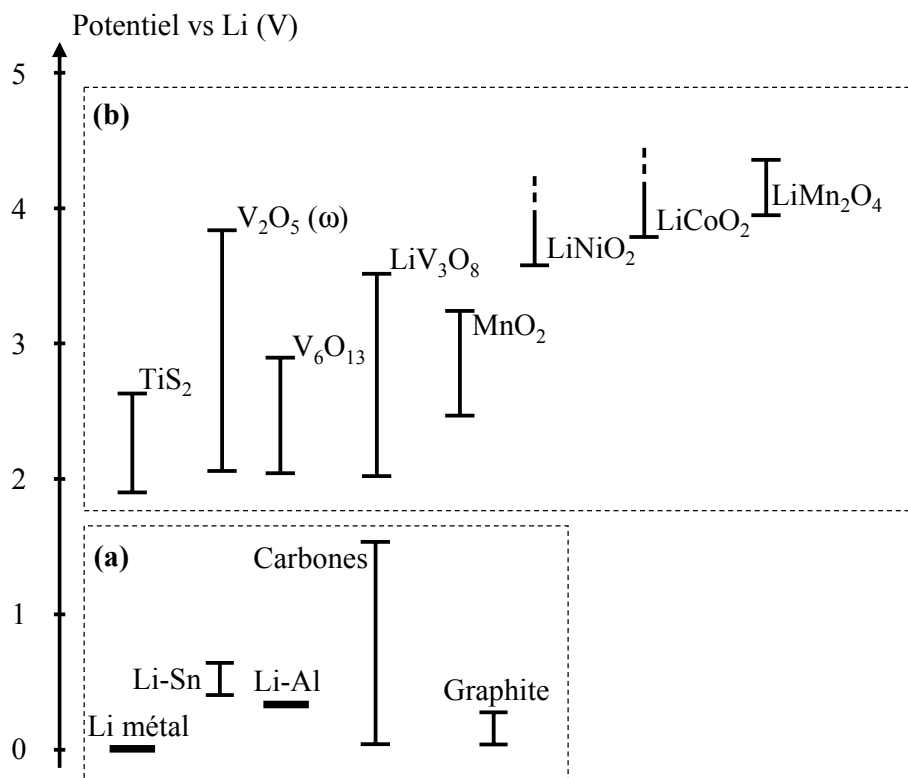 Potentiel vs Li (V)
5
(b)
4
LiMn₂O₄
V₂O₅ (ω)
LiCoO₂
LiNiO₂
LiV₃O₈
MnO₂
3
V₆O₁₃
TiS₂
2
(a)
Carbones
1
Li-Sn
Li-Al
Graphite
Li métal
0